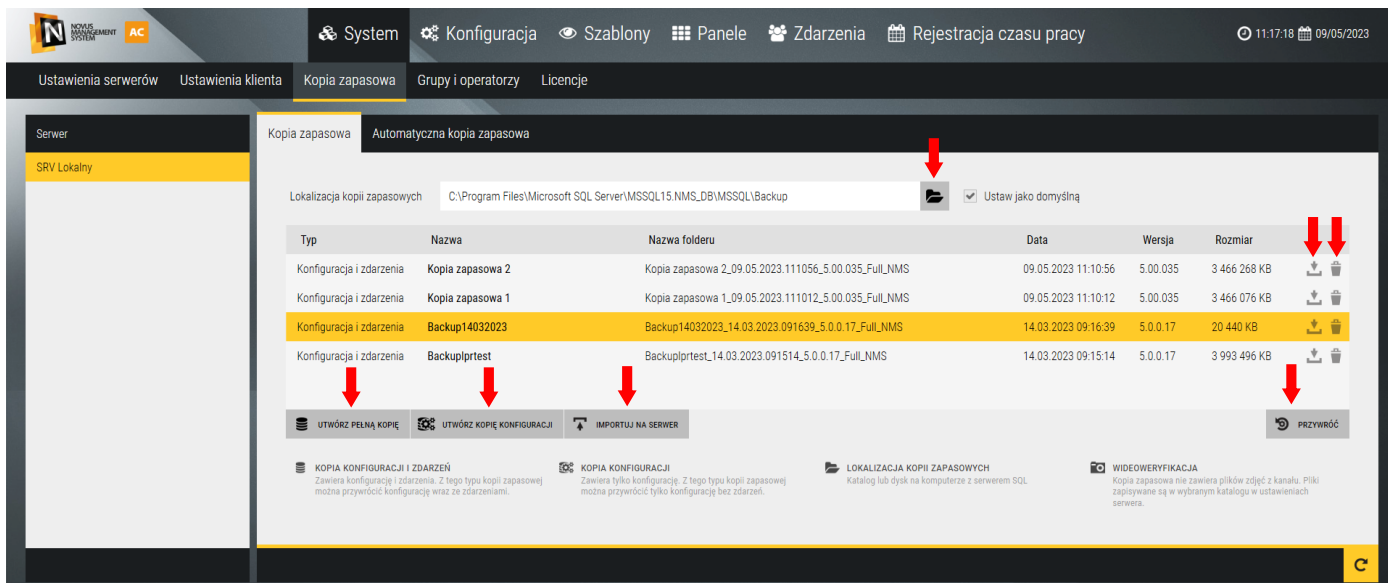 NOVUS
MANAGEMENT
SYSTEM
AC
System Konfiguracja Szablony Panele Zdarzenia Rejestracja czasu pracy
11:17:18 09/05/2023
Ustawienia serwerów Ustawienia klienta Kopia zapasowa Grupy i operatorzy Licencje
Serwer
SRV Lokalny
Kopia zapasowa Automatyczna kopia zapasowa
Lokalizacja kopii zapasowych C:\Program Files\Microsoft SQL Server\MSSQL15.NMS_DB\MSSQL\Backup Ustaw jako domyślną
Typ Nazwa Nazwa folderu Data Wersja Rozmiar
Konfiguracja i zdarzenia Kopia zapasowa 2 Kopia zapasowa 2_09.05.2023.111056_5.00.035_Full_NMS 09.05.2023 11:10:56 5.00.035 3 466 268 KB
Konfiguracja i zdarzenia Kopia zapasowa 1 Kopia zapasowa 1_09.05.2023.111012_5.00.035_Full_NMS 09.05.2023 11:10:12 5.00.035 3 466 076 KB
Konfiguracja i zdarzenia Backup14032023 Backup14032023_14.03.2023.091639_5.0.0.17_Full_NMS 14.03.2023 09:16:39 5.0.0.17 20 440 KB
Konfiguracja i zdarzenia Backuplprtest Backuplprtest_14.03.2023.091514_5.0.0.17_Full_NMS 14.03.2023 09:15:14 5.0.0.17 3 993 496 KB
UTWÓRZ PEŁNĄ KOPIĘ UTWÓRZ KOPIĘ KONFIGURACJI IMPORTUJ NA SERWER PRZYWRÓĆ
KOPIA KONFIGURACJI I ZDARZEŃ
Zawiera konfigurację i zdarzenia. Z tego typu kopii zapasowej
można przywrócić konfigurację wraz ze zdarzeniami.
KOPIA KONFIGURACJI
Zawiera tylko konfigurację. Z tego typu kopii zapasowej
można przywrócić tylko konfigurację bez zdarzeń.
LOKALIZACJA KOPII ZAPASOWYCH
Katalog lub dysk na komputerze z serwerem SQL
WIDEOWERYFIKACJA
Kopia zapasowa nie zawiera plików zdjęć z kanału. Pliki
zapisywane są w wybranym katalogu w ustawieniach
serwera.